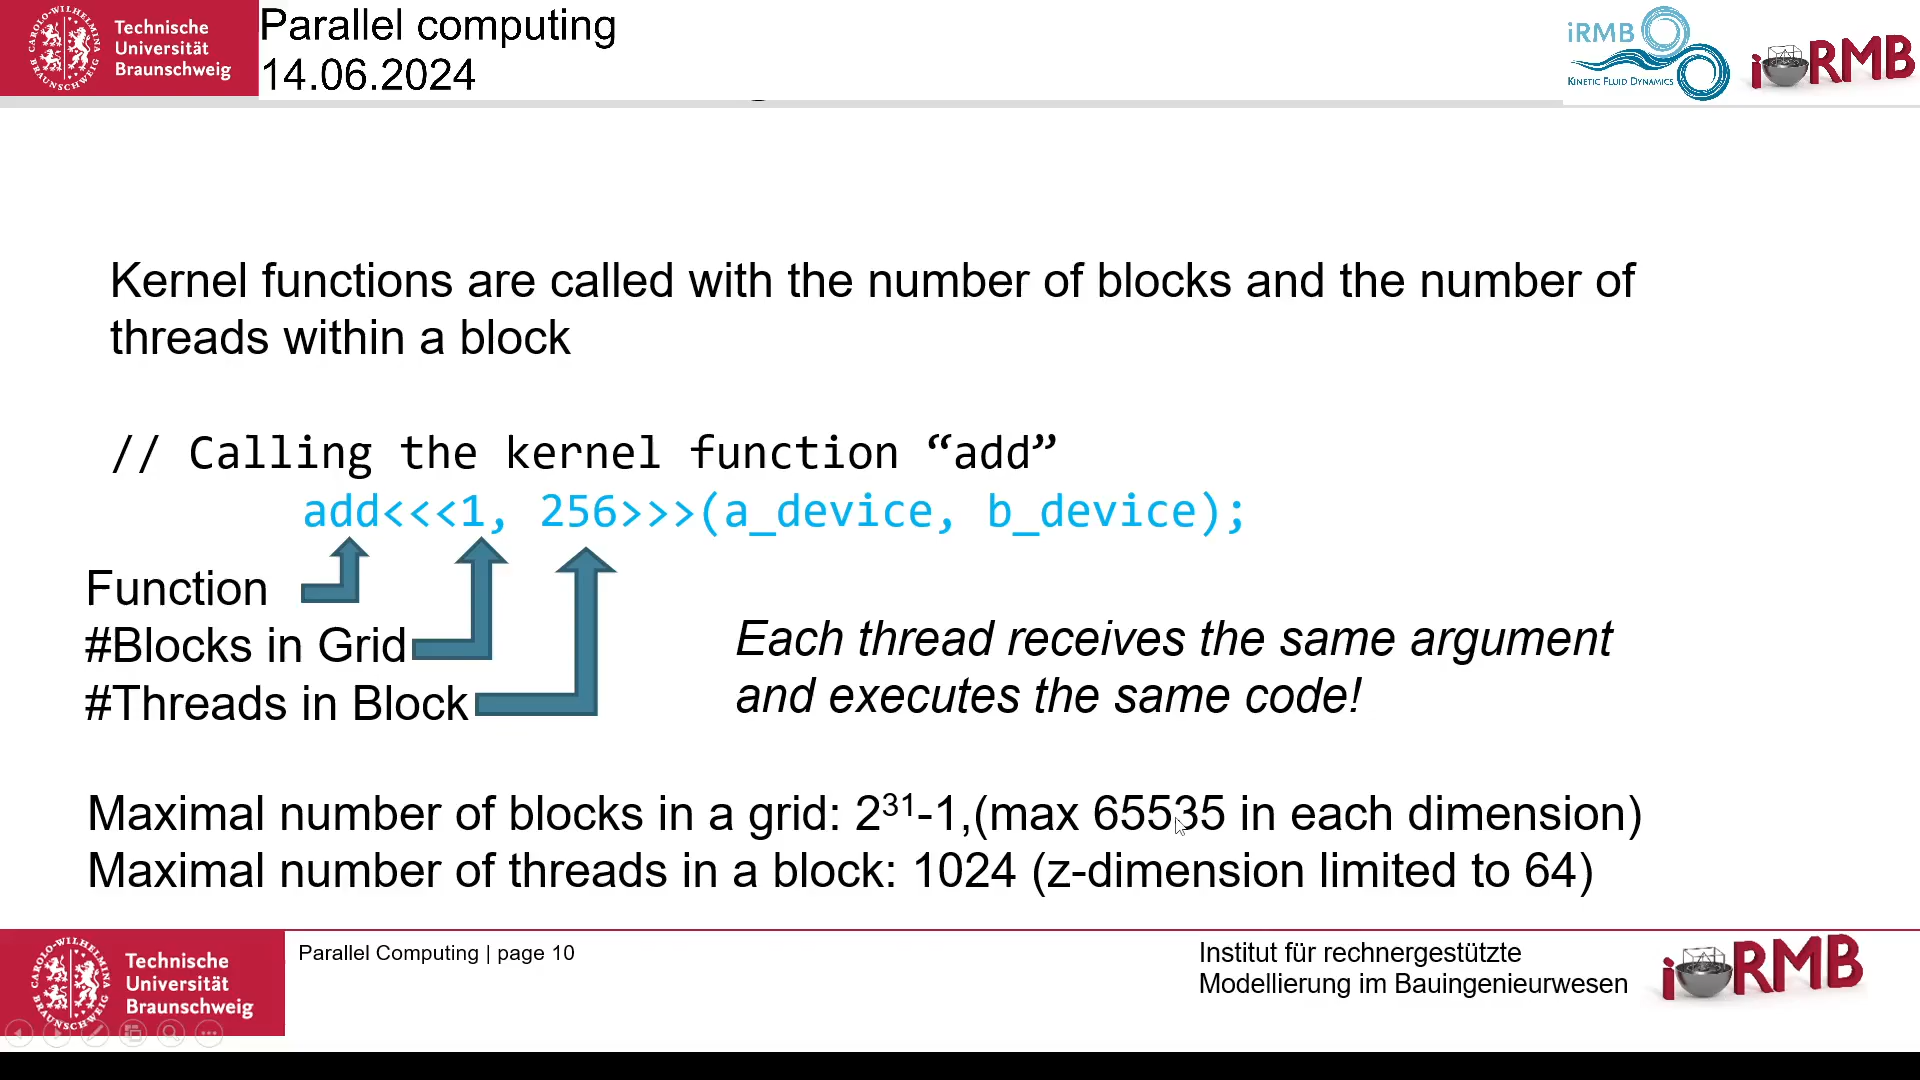 Technische
Universität
Braunschweig
Parallel computing
14.06.2024
iRMB
KINETIC FLUID DYNAMICS
iRMB
Kernel functions are called with the number of blocks and the number of
threads within a block
// Calling the kernel function “add”
add<<<1, 256>>>(a_device, b_device);
Function
#Blocks in Grid
#Threads in Block
Each thread receives the same argument
and executes the same code!
Maximal number of blocks in a grid: 2³¹-1,(max 65535 in each dimension)
Maximal number of threads in a block: 1024 (z-dimension limited to 64)
Technische
Universität
Braunschweig
Parallel Computing | page 10
Institut für rechnergestützte
Modellierung im Bauingenieurwesen
iRMB